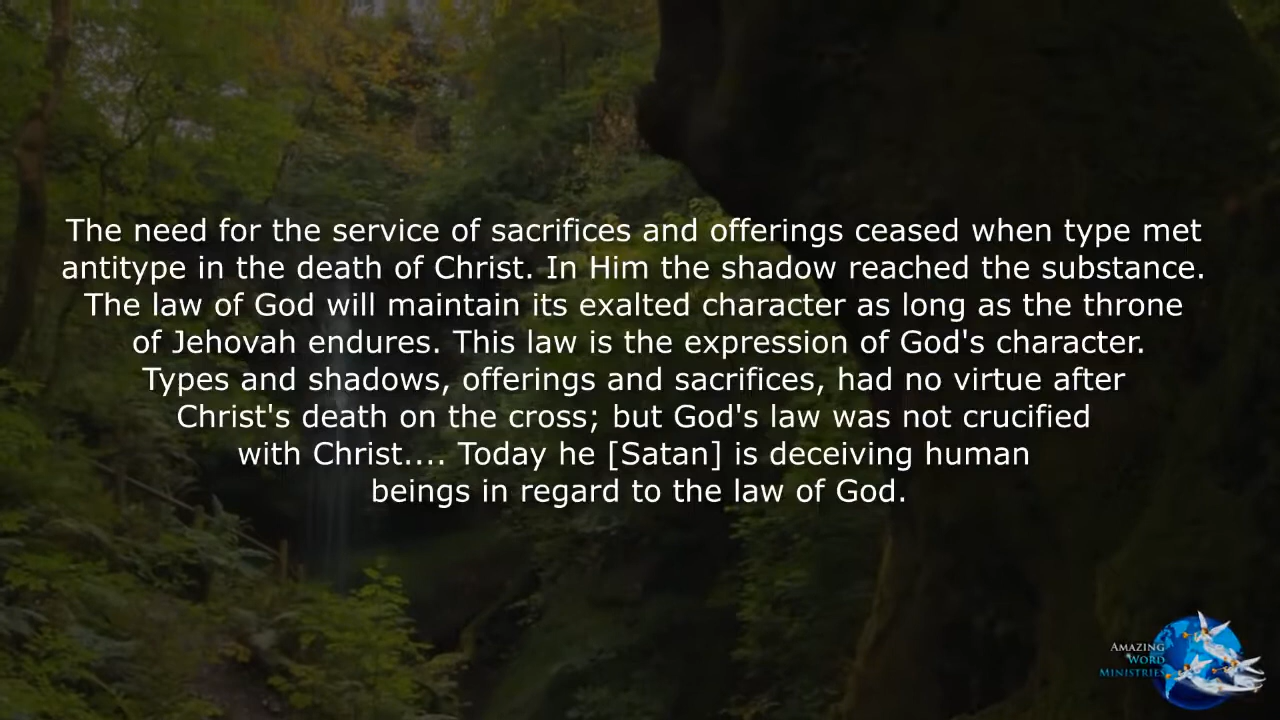 The need for the service of sacrifices and offerings ceased when type met
antitype in the death of Christ. In Him the shadow reached the substance.
The law of God will maintain its exalted character as long as the throne
of Jehovah endures. This law is the expression of God's character.
Types and shadows, offerings and sacrifices, had no virtue after
Christ's death on the cross; but God's law was not crucified
with Christ.... Today he [Satan] is deceiving human
beings in regard to the law of God.
AMAZING
WORD
MINISTRIES